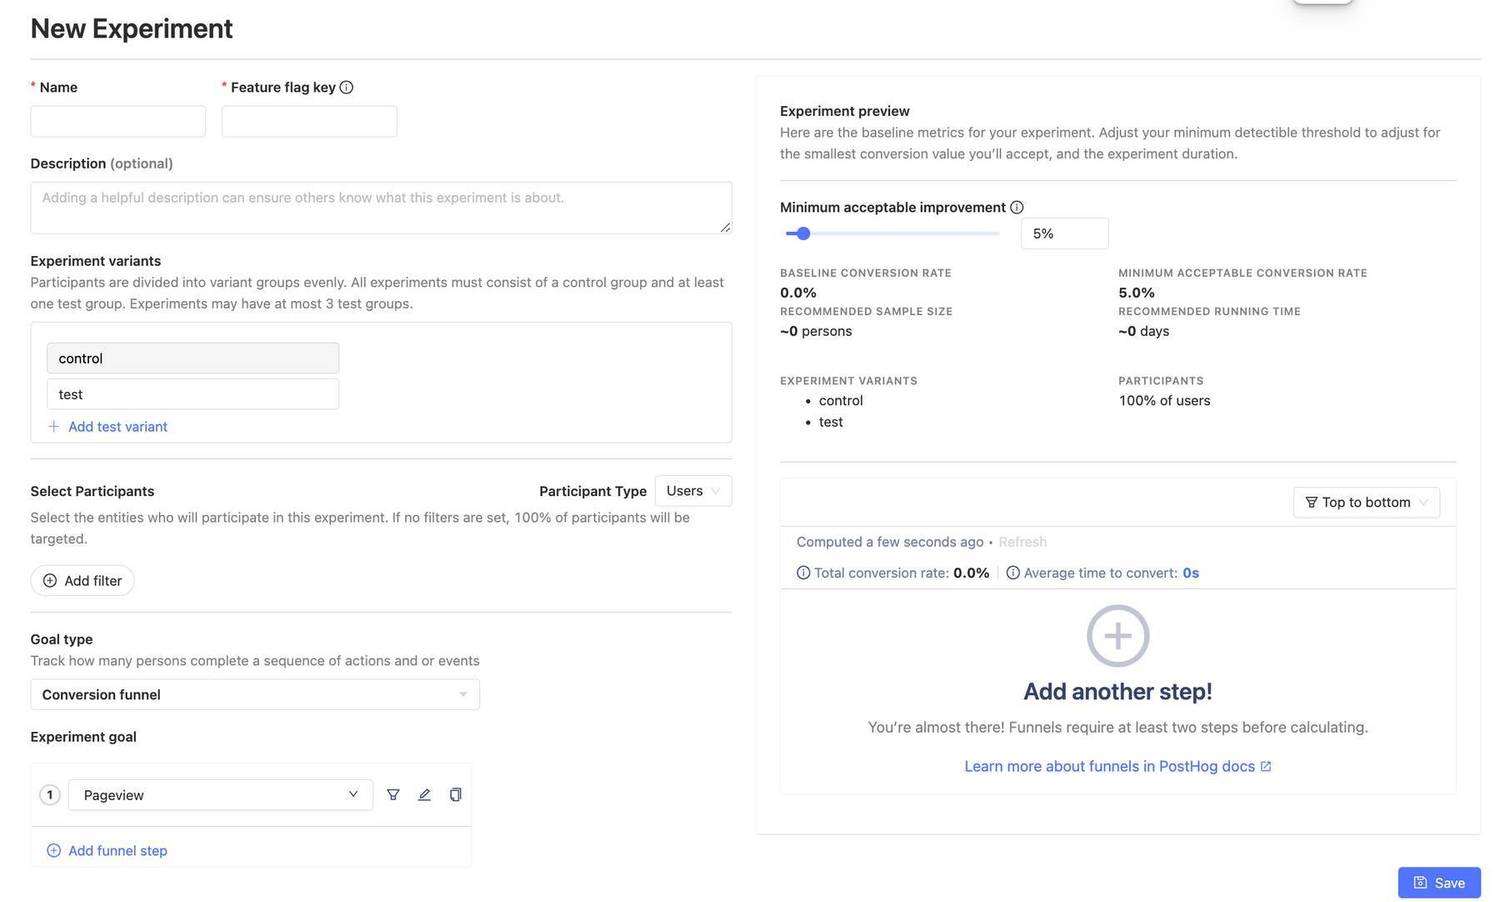 New Experiment
* Name
* Feature flag key
Description (optional)
Adding a helpful description can ensure others know what this experiment is about.
Experiment variants
Participants are divided into variant groups evenly. All experiments must consist of a control group and at least
one test group. Experiments may have at most 3 test groups.
control
test
Add test variant
Select Participants
Participant Type
Users
Select the entities who will participate in this experiment. If no filters are set, 100% of participants will be
targeted.
Add filter
Goal type
Track how many persons complete a sequence of actions and or events
Conversion funnel
Experiment goal
1
Pageview
Add funnel step
Experiment preview
Here are the baseline metrics for your experiment. Adjust your minimum detectible threshold to adjust for
the smallest conversion value you’ll accept, and the experiment duration.
Minimum acceptable improvement
5%
BASELINE CONVERSION RATE
0.0%
MINIMUM ACCEPTABLE CONVERSION RATE
5.0%
RECOMMENDED SAMPLE SIZE
~0 persons
RECOMMENDED RUNNING TIME
~0 days
EXPERIMENT VARIANTS
• control
• test
PARTICIPANTS
100% of users
Top to bottom
Computed a few seconds ago • Refresh
Total conversion rate: 0.0%
Average time to convert: 0s
Add another step!
You’re almost there! Funnels require at least two steps before calculating.
Learn more about funnels in PostHog docs
Save